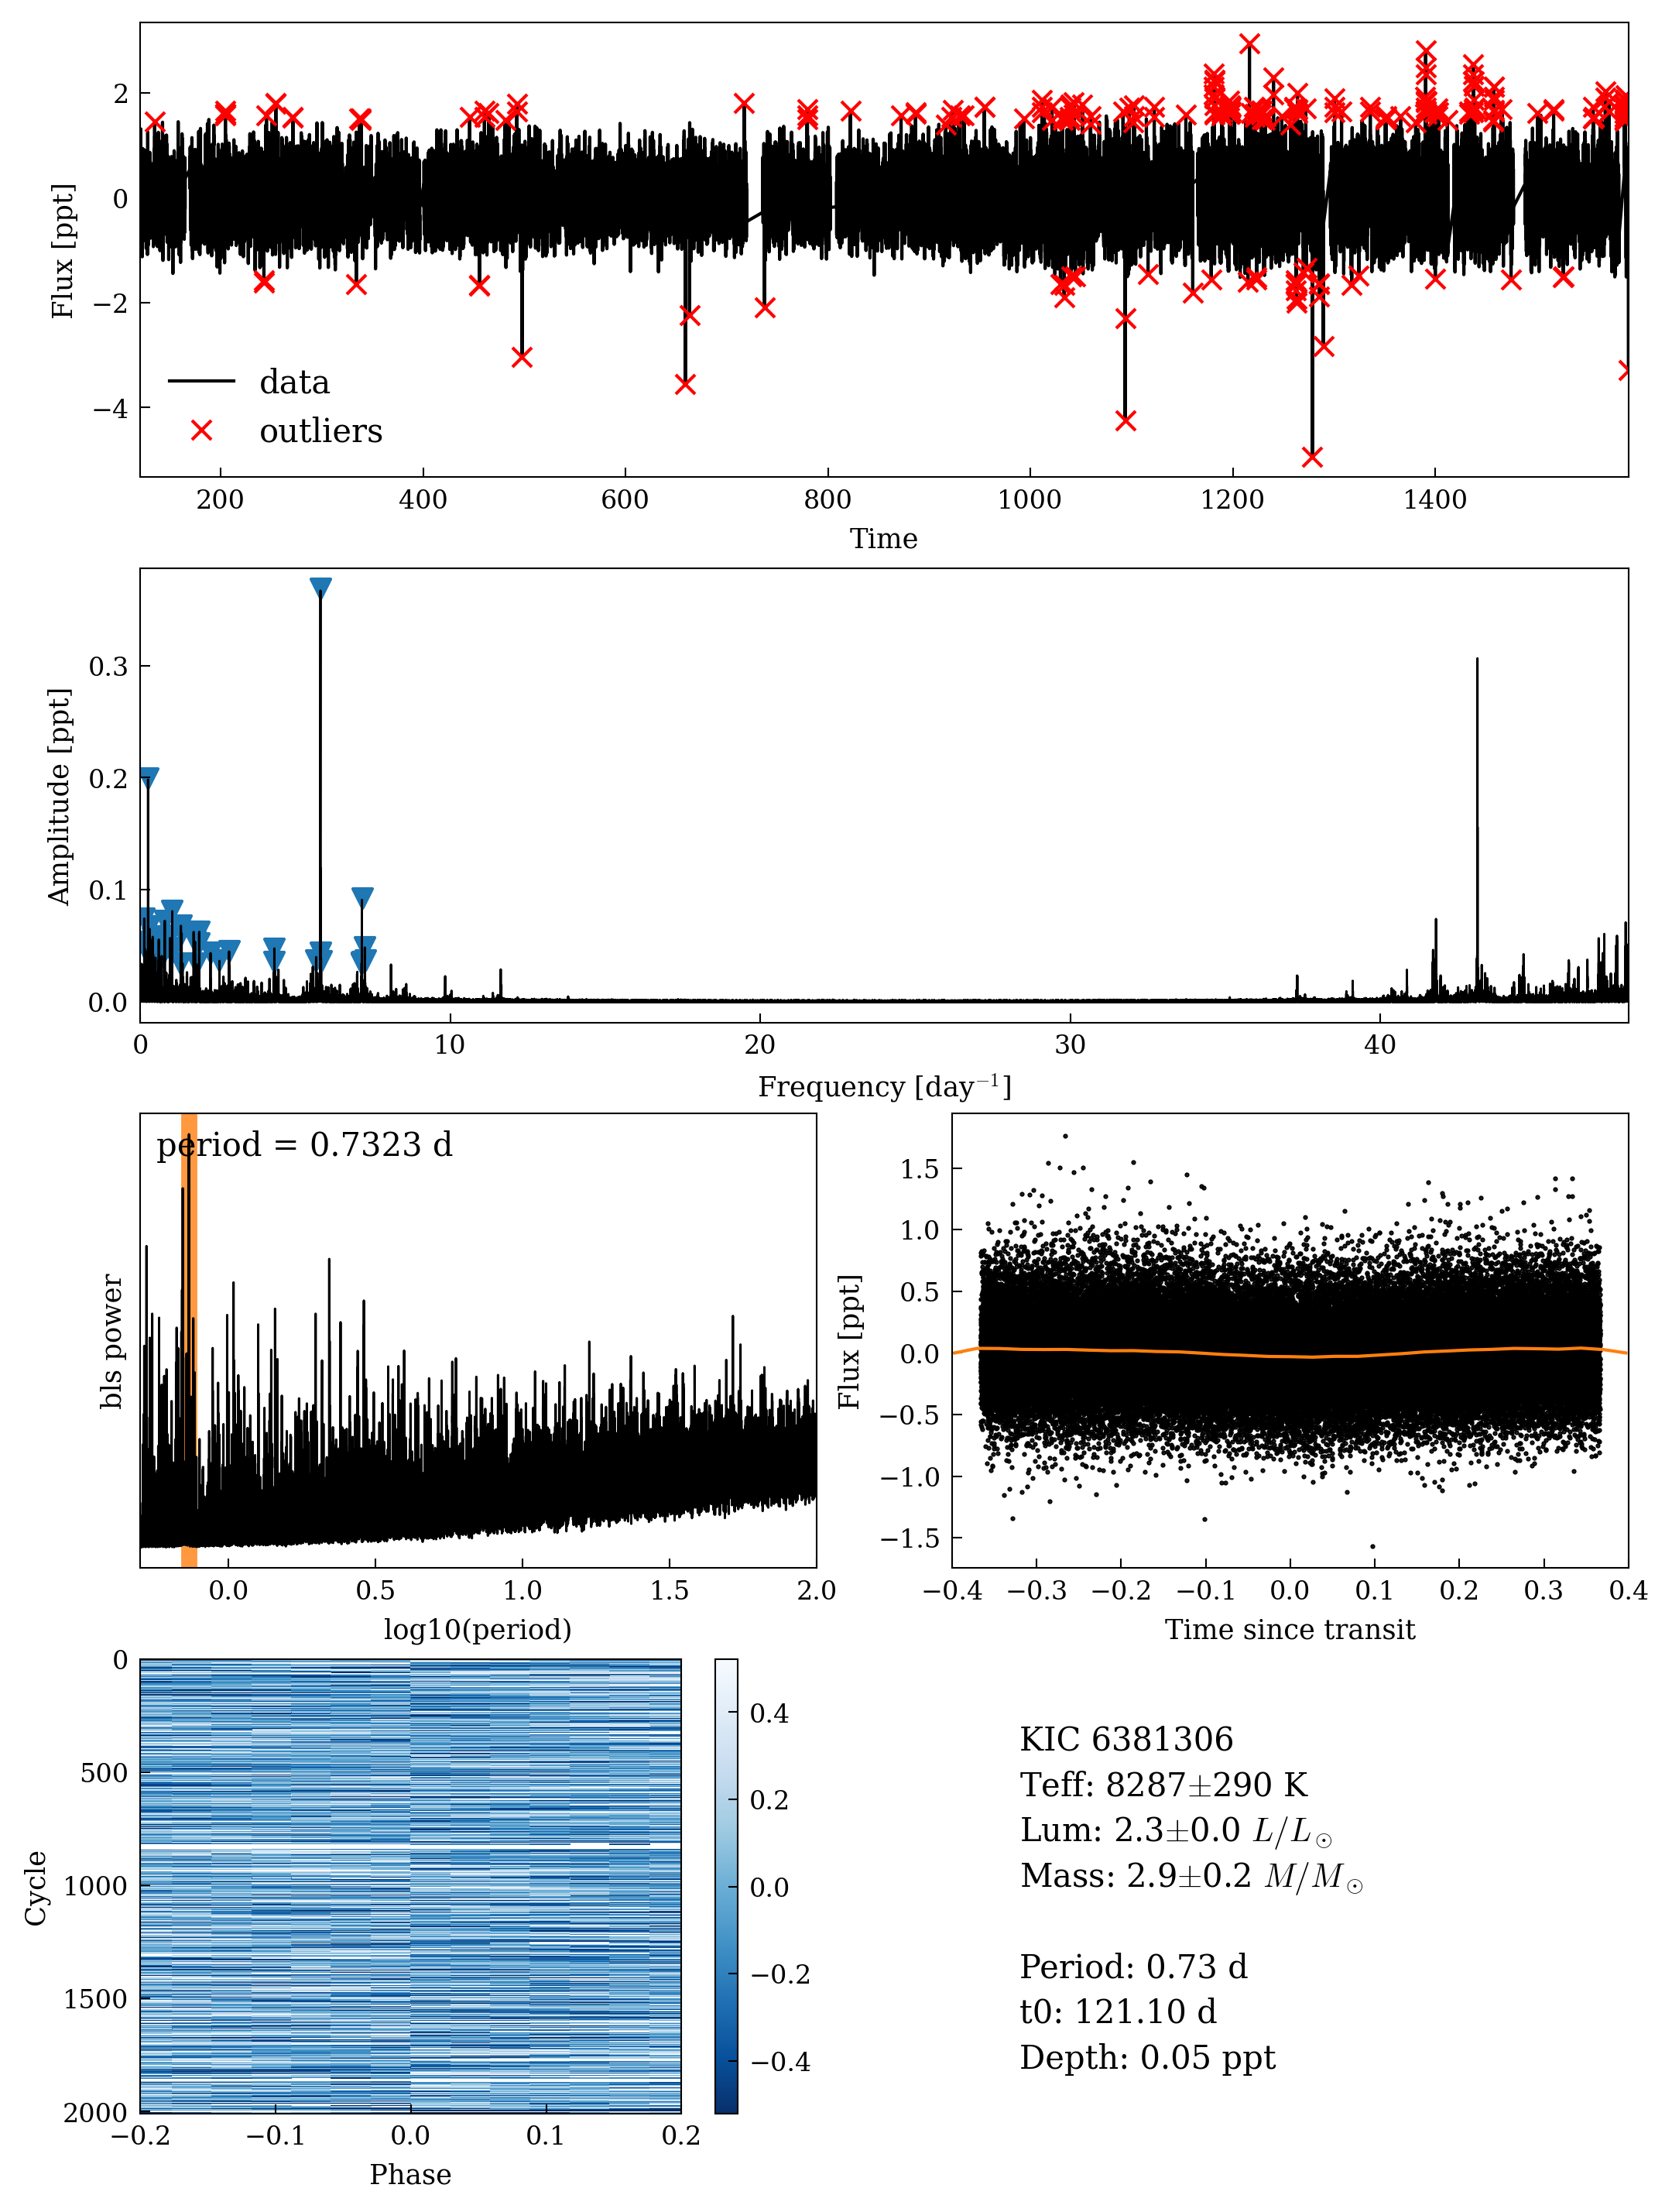 2
0
−2
−4
Flux [ppt]
data
outliers
200
400
600
800
1000
1200
1400
Time
0.3
0.2
0.1
0.0
Amplitude [ppt]
0
10
20
30
40
Frequency [day⁻¹]
period = 0.7323 d
bls power
0.0
0.5
1.0
1.5
2.0
log10(period)
1.5
1.0
0.5
0.0
−0.5
−1.0
−1.5
Flux [ppt]
−0.4
−0.3
−0.2
−0.1
0.0
0.1
0.2
0.3
0.4
Time since transit
0
500
1000
1500
2000
Cycle
−0.2
−0.1
0.0
0.1
0.2
Phase
0.4
0.2
0.0
−0.2
−0.4
KIC 6381306
Teff: 8287±290 K
Lum: 2.3±0.0 L/L☉
Mass: 2.9±0.2 M/M☉
Period: 0.73 d
t0: 121.10 d
Depth: 0.05 ppt